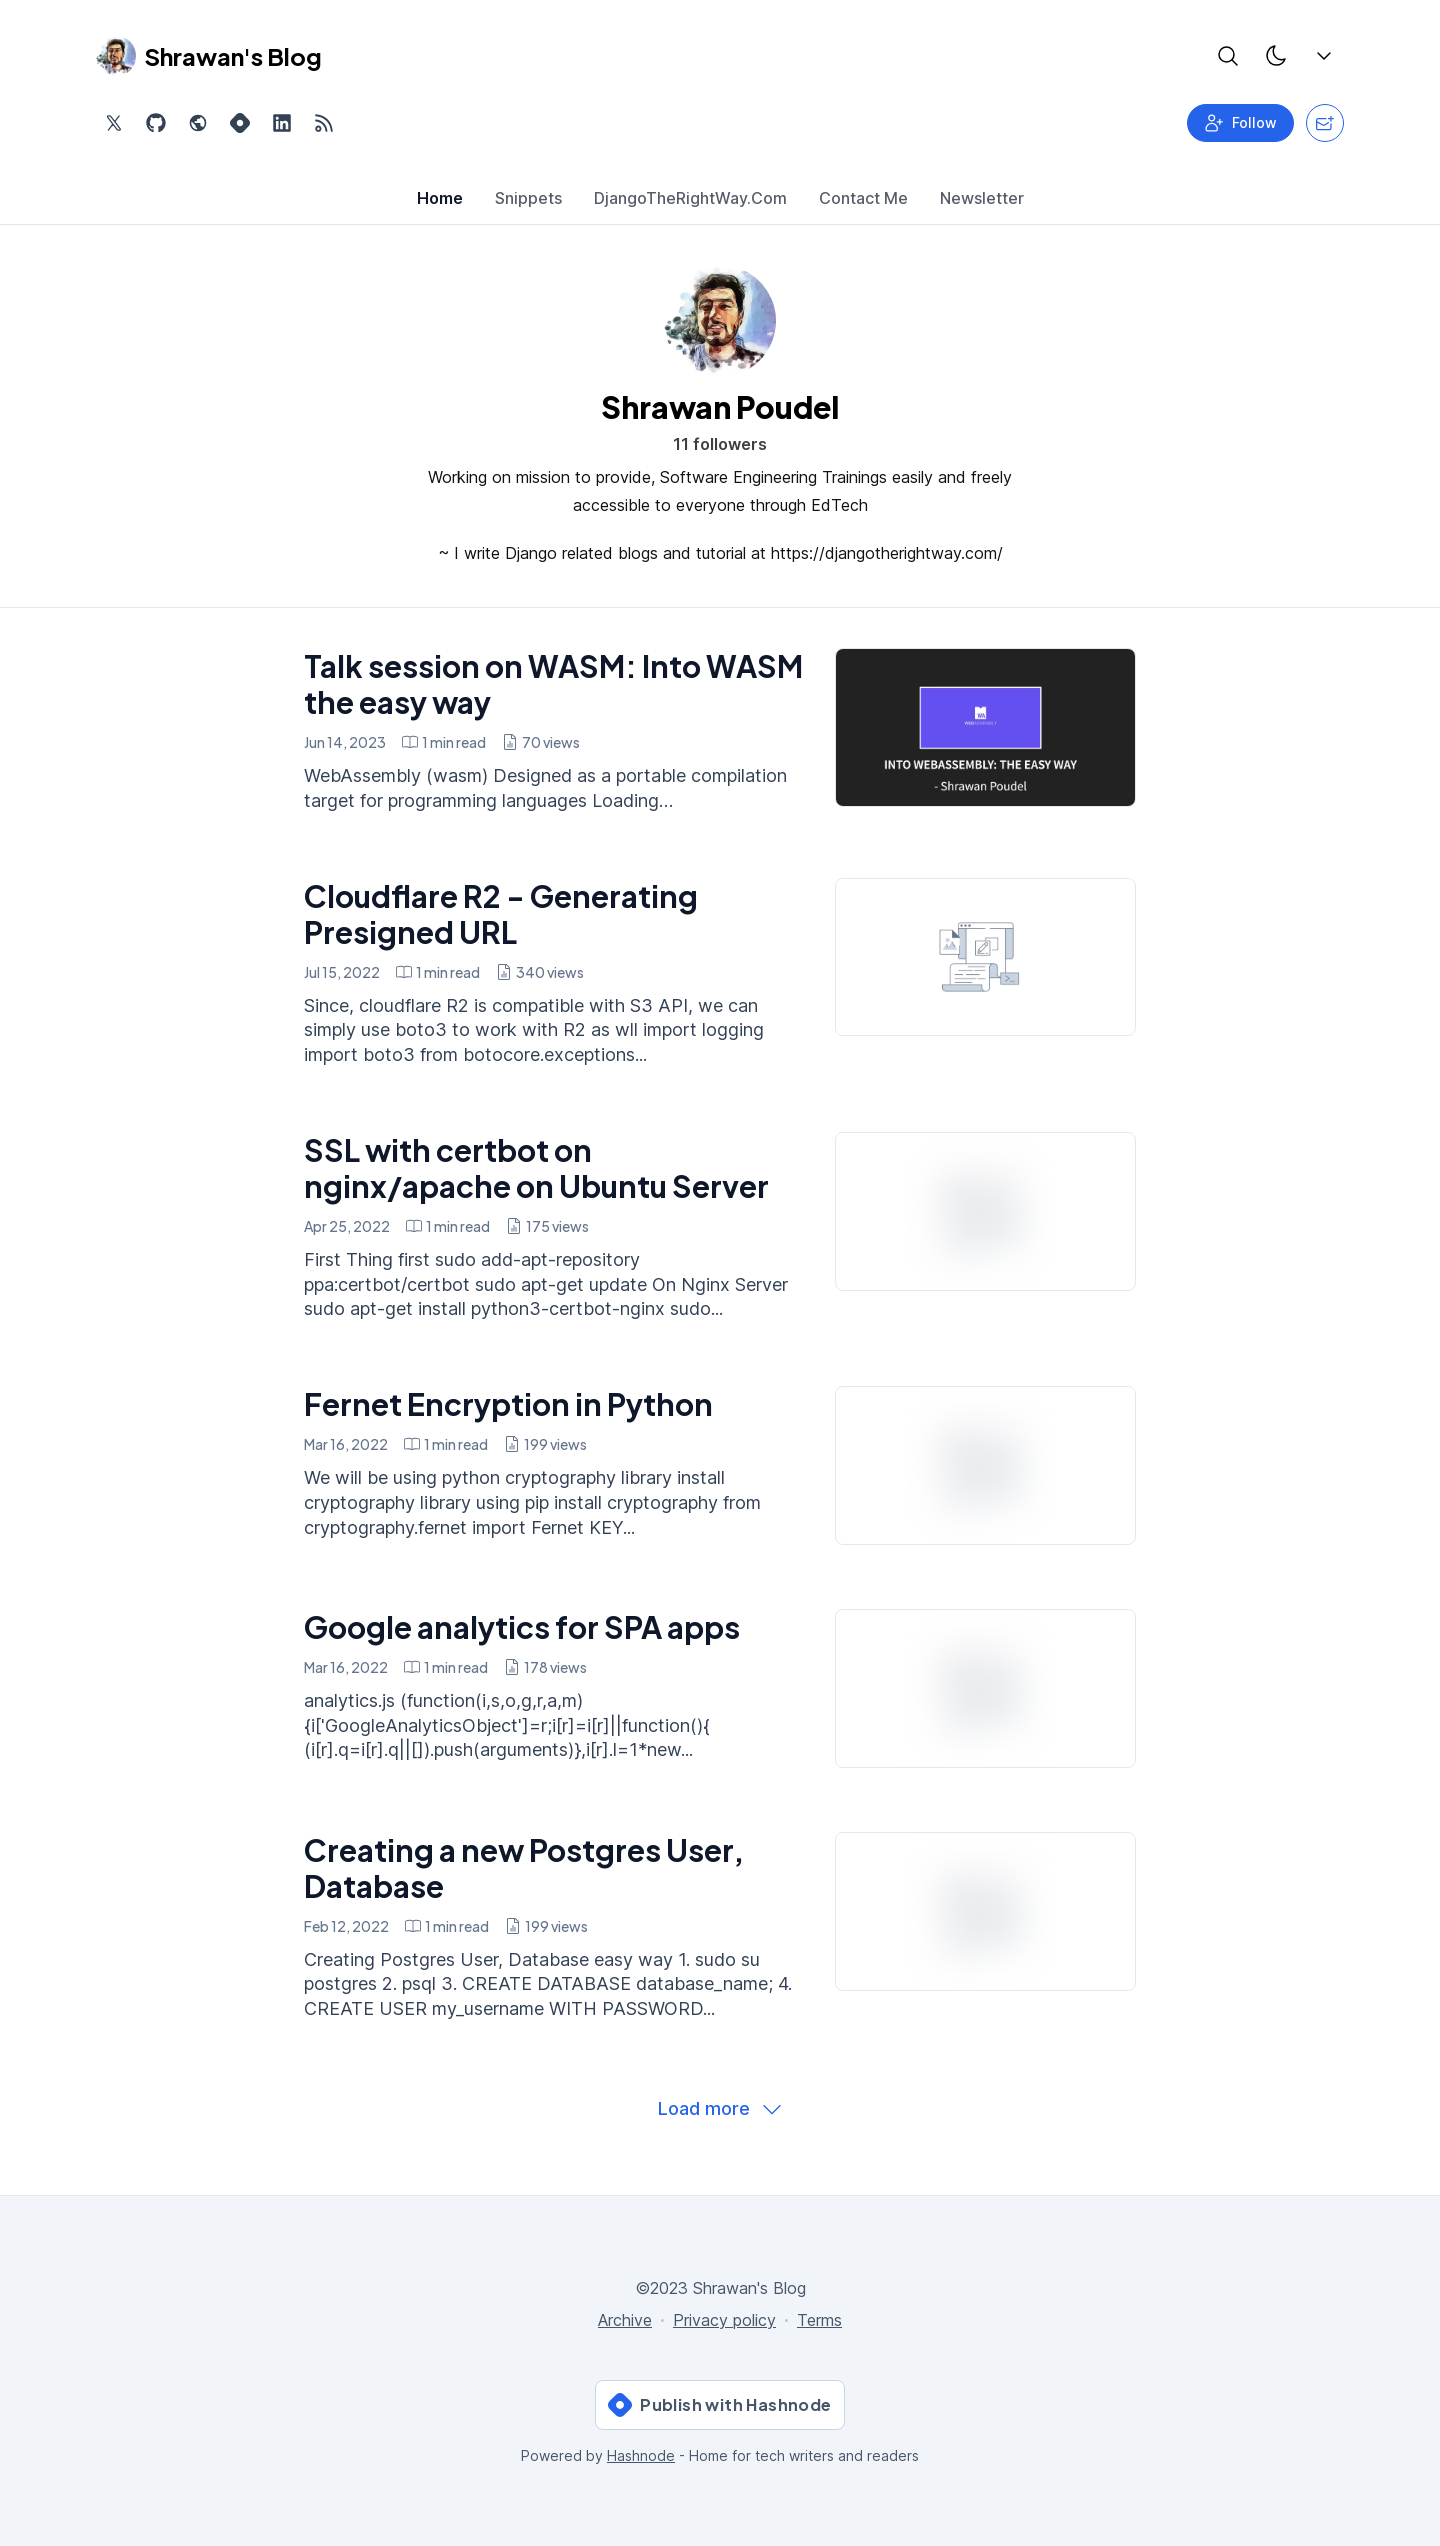 Shrawan's Blog
Follow
Home Snippets DjangoTheRightWay.Com Contact Me Newsletter
Shrawan Poudel
11 followers
Working on mission to provide, Software Engineering Trainings easily and freely
accessible to everyone through EdTech
~ I write Django related blogs and tutorial at https://djangotherightway.com/
Talk session on WASM: Into WASM
the easy way
Jun 14, 2023 1 min read 70 views
WebAssembly (wasm) Designed as a portable compilation
target for programming languages Loading...
WA
WEBASSEMBLY
INTO WEBASSEMBLY: THE EASY WAY
- Shrawan Poudel
Cloudflare R2 - Generating
Presigned URL
Jul 15, 2022 1 min read 340 views
Since, cloudflare R2 is compatible with S3 API, we can
simply use boto3 to work with R2 as wll import logging
import boto3 from botocore.exceptions...
SSL with certbot on
nginx/apache on Ubuntu Server
Apr 25, 2022 1 min read 175 views
First Thing first sudo add-apt-repository
ppa:certbot/certbot sudo apt-get update On Nginx Server
sudo apt-get install python3-certbot-nginx sudo...
Fernet Encryption in Python
Mar 16, 2022 1 min read 199 views
We will be using python cryptography library install
cryptography library using pip install cryptography from
cryptography.fernet import Fernet KEY...
Google analytics for SPA apps
Mar 16, 2022 1 min read 178 views
analytics.js (function(i,s,o,g,r,a,m)
{i['GoogleAnalyticsObject']=r;i[r]=i[r]||function(){
(i[r].q=i[r].q||[]).push(arguments)},i[r].l=1*new...
Creating a new Postgres User,
Database
Feb 12, 2022 1 min read 199 views
Creating Postgres User, Database easy way 1. sudo su
postgres 2. psql 3. CREATE DATABASE database_name; 4.
CREATE USER my_username WITH PASSWORD...
Load more
©2023 Shrawan's Blog
Archive · Privacy policy · Terms
Publish with Hashnode
Powered by Hashnode - Home for tech writers and readers